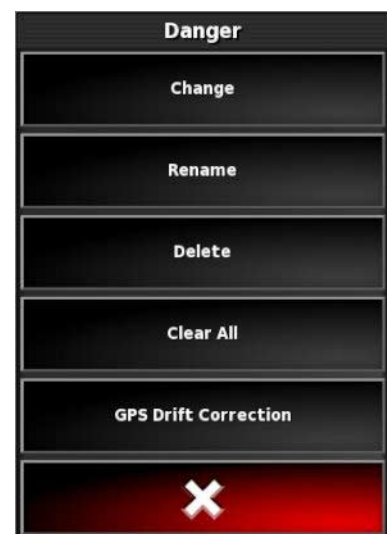 Danger
Change
Rename
Delete
Clear All
GPS Drift Correction